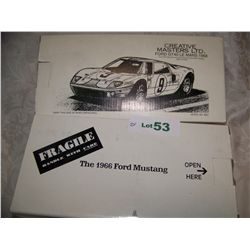 CREATIVE
MASTERS LTD.
FORD GT40 LE MANS 1968
9
Lot 53
FRAGILE
HANDLE WITH CARE
The 1966 Ford Mustang
OPEN
HERE